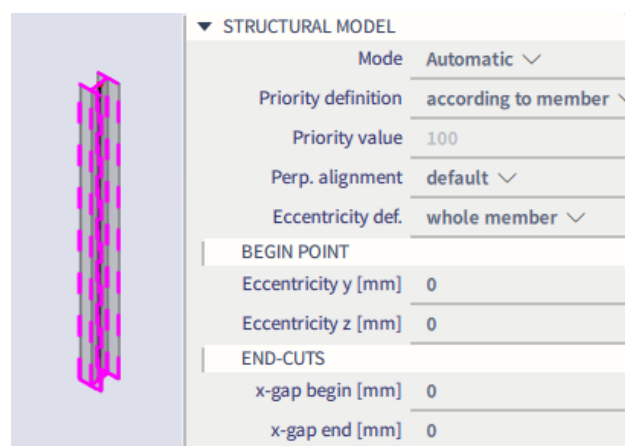 STRUCTURAL MODEL
Mode Automatic
Priority definition according to member
Priority value 100
Perp. alignment default
Eccentricity def. whole member
BEGIN POINT
Eccentricity y [mm] 0
Eccentricity z [mm] 0
END-CUTS
x-gap begin [mm] 0
x-gap end [mm] 0